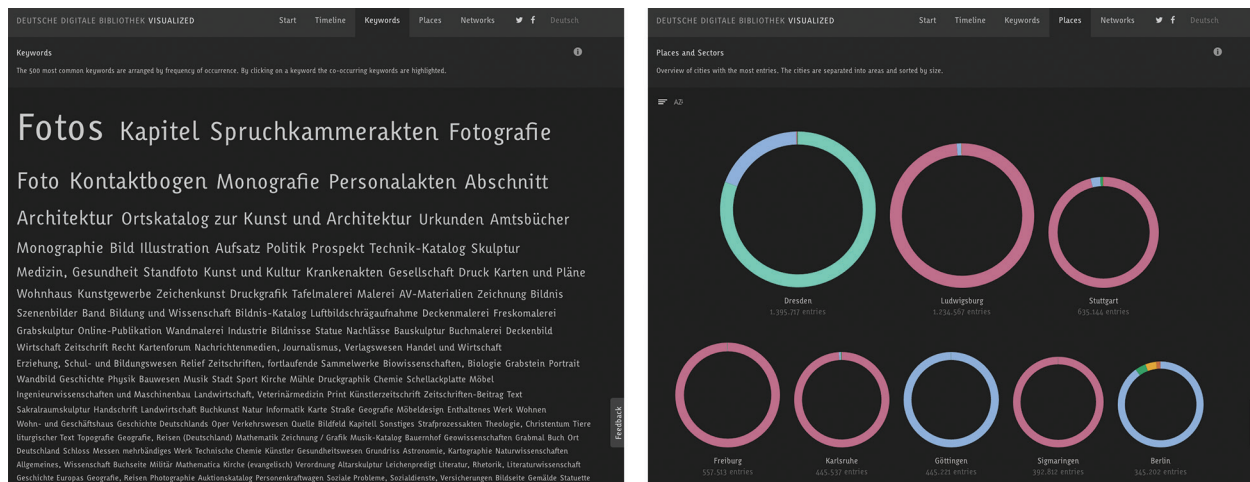 DEUTSCHE DIGITALE BIBLIOTHEK VISUALIZED Start Timeline Keywords Places Networks Deutsch
Keywords
The 500 most common keywords are arranged by frequency of occurrence. By clicking on a keyword the co-occurring keywords are highlighted.
Fotos Kapitel Spruchkammerakten Fotografie
Foto Kontaktbogen Monografie Personalakten Abschnitt
Architektur Ortskatalog zur Kunst und Architektur Urkunden Amtsbücher
Monographie Bild Illustration Aufsatz Politik Prospekt Technik-Katalog Skulptur
Medizin, Gesundheit Standfoto Kunst und Kultur Krankenakten Gesellschaft Druck Karten und Pläne
Wohnhaus Kunstgewerbe Zeichenkunst Druckgrafik Tafelmalerei Malerei AV-Materialien Zeichnung Bildnis
Szenenbilder Band Bildung und Wissenschaft Bildnis-Katalog Luftbildschrägaufnahme Deckenmalerei Freskomalerei
Grabskulptur Online-Publikation Wandmalerei Industrie Bildnisse Statue Nachlässe Bauskulptur Buchmalerei Deckenbild
Wirtschaft Zeitschrift Recht Kartenforum Nachrichtenmedien, Journalismus, Verlagswesen Handel und Wirtschaft
Erziehung, Schul- und Bildungswesen Relief Zeitschriften, fortlaufende Sammelwerke Biowissenschaften, Biologie Grabstein Portrait
Wandbild Geschichte Physik Bauwesen Musik Stadt Sport Kirche Mühle Druckgraphik Chemie Schellackplatte Möbel
Ingenieurwissenschaften und Maschinenbau Landwirtschaft, Veterinärmedizin Print Künstlerzeitschrift Zeitschriften-Beitrag Text
Sakralraumskulptur Handschrift Landwirtschaft Buchkunst Natur Informatik Karte Straße Geografie Möbeldesign Enthaltenes Werk Wohnen
Wohn- und Geschäftshaus Geschichte Deutschlands Oper Verkehrswesen Quelle Bildfeld Kapitell Sonstiges Strafprozessakten Theologie, Christentum Tiere
liturgischer Text Topografie Geografie, Reisen (Deutschland) Mathematik Zeichnung / Grafik Musik-Katalog Bauernhof Geowissenschaften Grabmal Buch Ort
Deutschland Schloss Messen mehrbändiges Werk Technische Chemie Künstler Gesundheitswesen Grundriss Astronomie, Kartographie Naturwissenschaften
Allgemeines, Wissenschaft Buchseite Militär Mathematica Kirche (evangelisch) Verordnung Altarskulptur Leichenpredigt Literatur, Rhetorik, Literaturwissenschaft
Geschichte Europas Geografie, Reisen Photographie Auktionskatalog Personenkraftwagen Soziale Probleme, Sozialdienste, Versicherungen Bildseite Gemälde Statuette
Feedback
DEUTSCHE DIGITALE BIBLIOTHEK VISUALIZED Start Timeline Keywords Places Networks Deutsch
Places and Sectors
Overview of cities with the most entries. The cities are separated into areas and sorted by size.
AZ
Dresden Ludwigsburg Stuttgart
1.395.717 entries 1.234.567 entries 635.144 entries
Freiburg Karlsruhe Göttingen Sigmaringen Berlin
557.513 entries 445.537 entries 445.221 entries 392.812 entries 345.202 entries